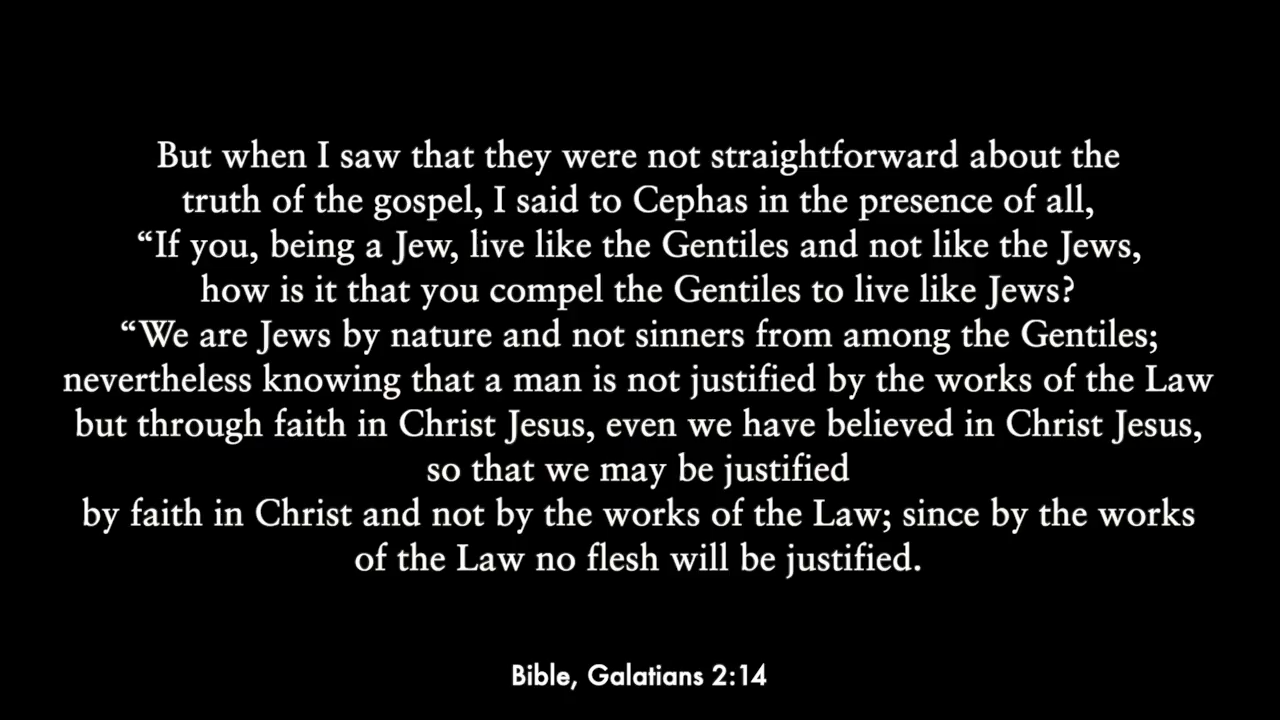 But when I saw that they were not straightforward about the
truth of the gospel, I said to Cephas in the presence of all,
“If you, being a Jew, live like the Gentiles and not like the Jews,
how is it that you compel the Gentiles to live like Jews?
“We are Jews by nature and not sinners from among the Gentiles;
nevertheless knowing that a man is not justified by the works of the Law
but through faith in Christ Jesus, even we have believed in Christ Jesus,
so that we may be justified
by faith in Christ and not by the works of the Law; since by the works
of the Law no flesh will be justified.
Bible, Galatians 2:14